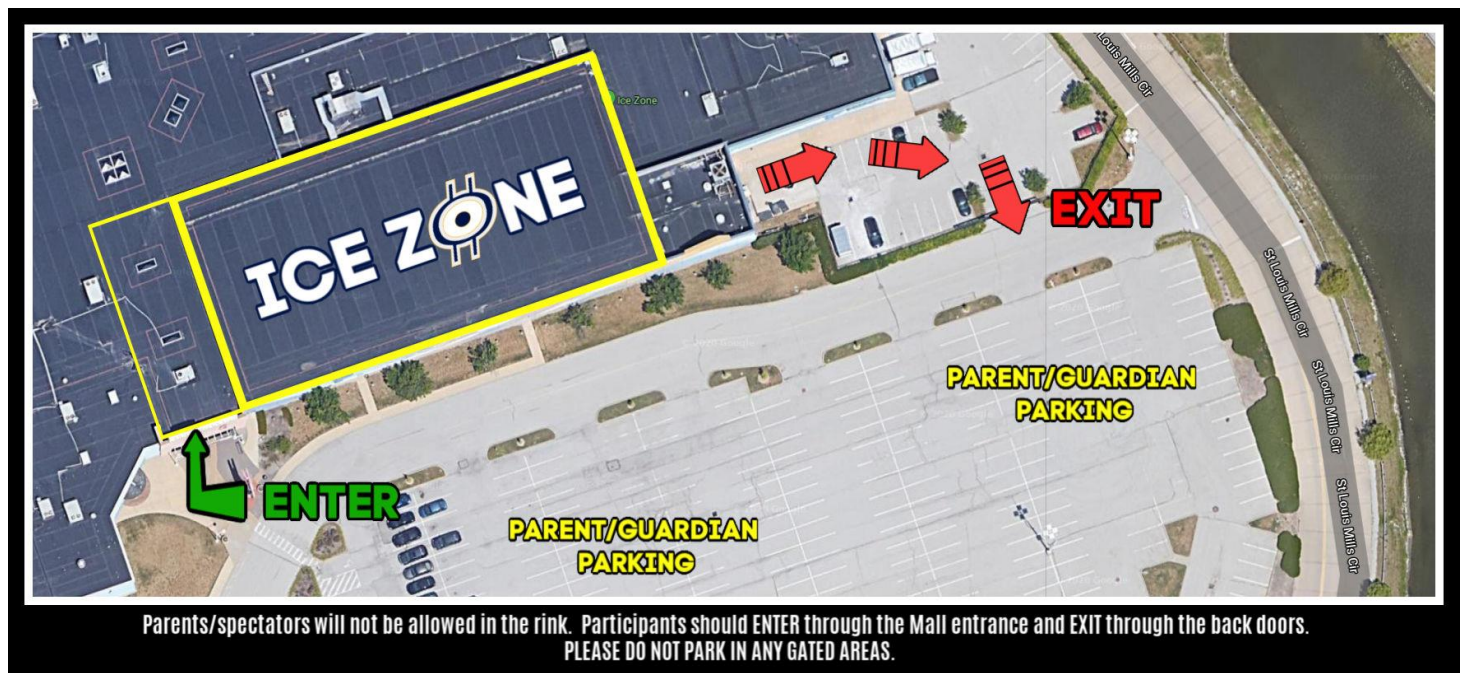 St Louis Mills Cir
Ice Zone
ICE ZONE
EXIT
St Louis Mills Cir
PARENT/GUARDIAN
PARKING
St Louis Mills Cir
ENTER
PARENT/GUARDIAN
PARKING
St Louis Mills Cir
Parents/spectators will not be allowed in the rink. Participants should ENTER through the Mall entrance and EXIT through the back doors.
PLEASE DO NOT PARK IN ANY GATED AREAS.